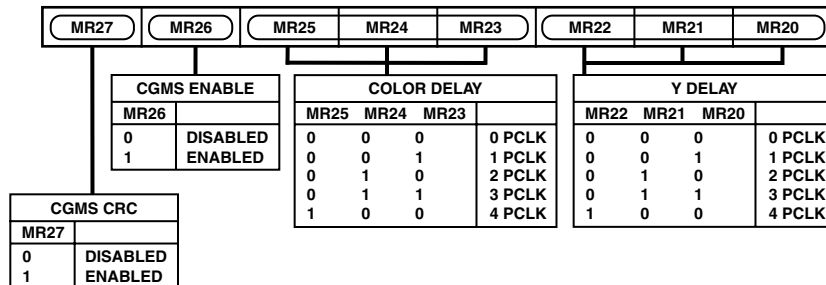 MR27 MR26 MR25 MR24 MR23 MR22 MR21 MR20
CGMS ENABLE
MR26
0 DISABLED
1 ENABLED
COLOR DELAY
MR25 MR24 MR23
0 0 0 0 PCLK
0 0 1 1 PCLK
0 1 0 2 PCLK
0 1 1 3 PCLK
1 0 0 4 PCLK
Y DELAY
MR22 MR21 MR20
0 0 0 0 PCLK
0 0 1 1 PCLK
0 1 0 2 PCLK
0 1 1 3 PCLK
1 0 0 4 PCLK
CGMS CRC
MR27
0 DISABLED
1 ENABLED